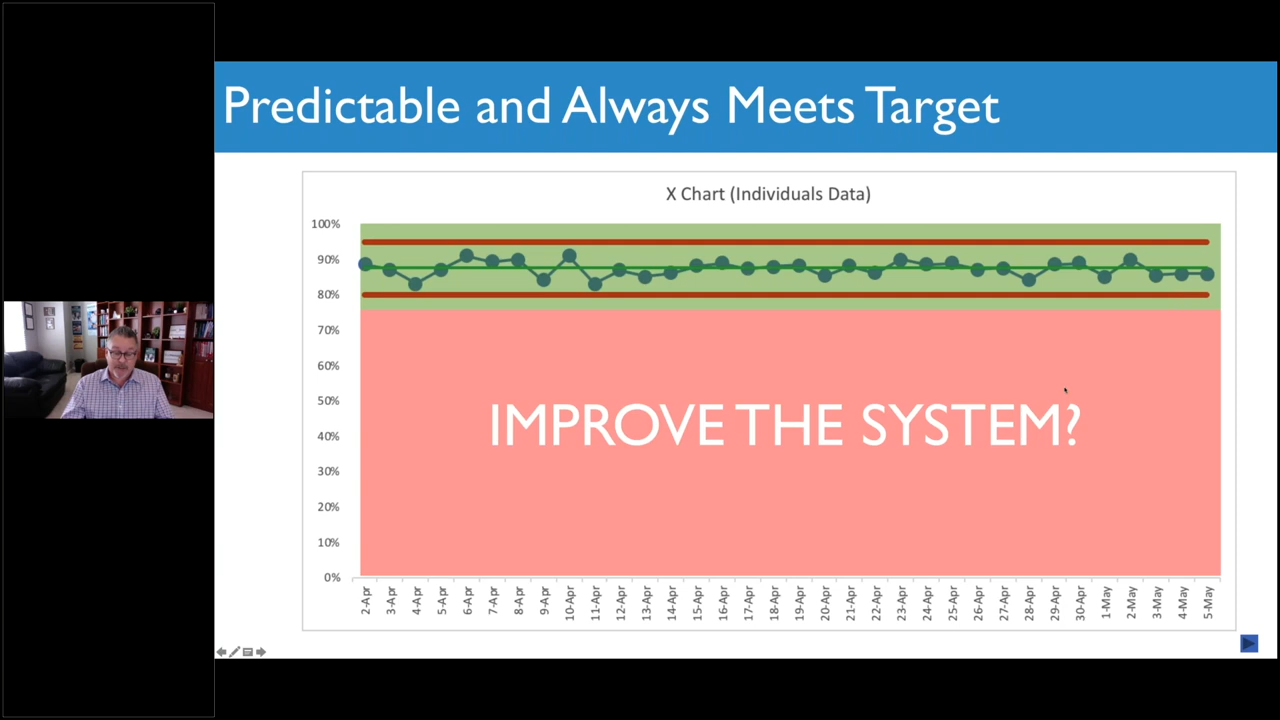 Predictable and Always Meets Target
X Chart (Individuals Data)
100%
90%
80%
70%
60%
50%
40%
30%
20%
10%
0%
IMPROVE THE SYSTEM?
2-Apr
3-Apr
4-Apr
5-Apr
6-Apr
7-Apr
8-Apr
9-Apr
10-Apr
11-Apr
12-Apr
13-Apr
14-Apr
15-Apr
16-Apr
17-Apr
18-Apr
19-Apr
20-Apr
21-Apr
22-Apr
23-Apr
24-Apr
25-Apr
26-Apr
27-Apr
28-Apr
29-Apr
30-Apr
1-May
2-May
3-May
4-May
5-May